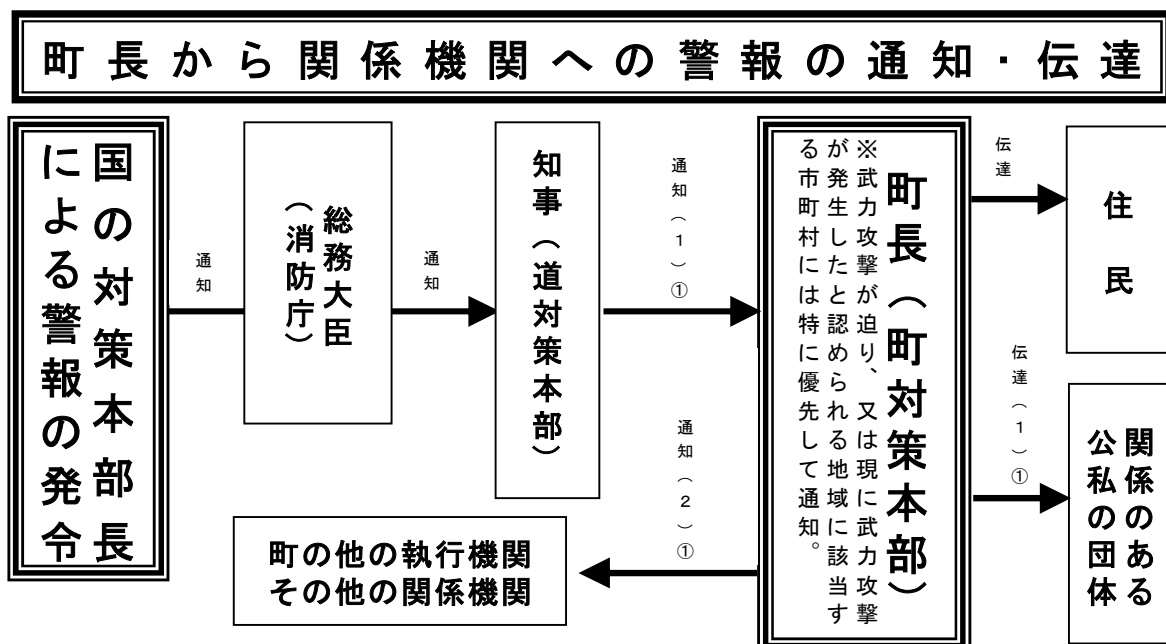 町長から関係機関への警報の通知・伝達
国の対策本部長
による警報の発令
通知
総務大臣
（消防庁）
通知
知事（道対策本部）
通知（１）①
町長（町対策本部）
※武力攻撃が迫り、又は現に武力攻撃
が発生したと認められる地域に該当す
る市町村には特に優先して通知。
伝達
住民
伝達（１）①
関係のある
公私の団体
通知（２）①
町の他の執行機関
その他の関係機関